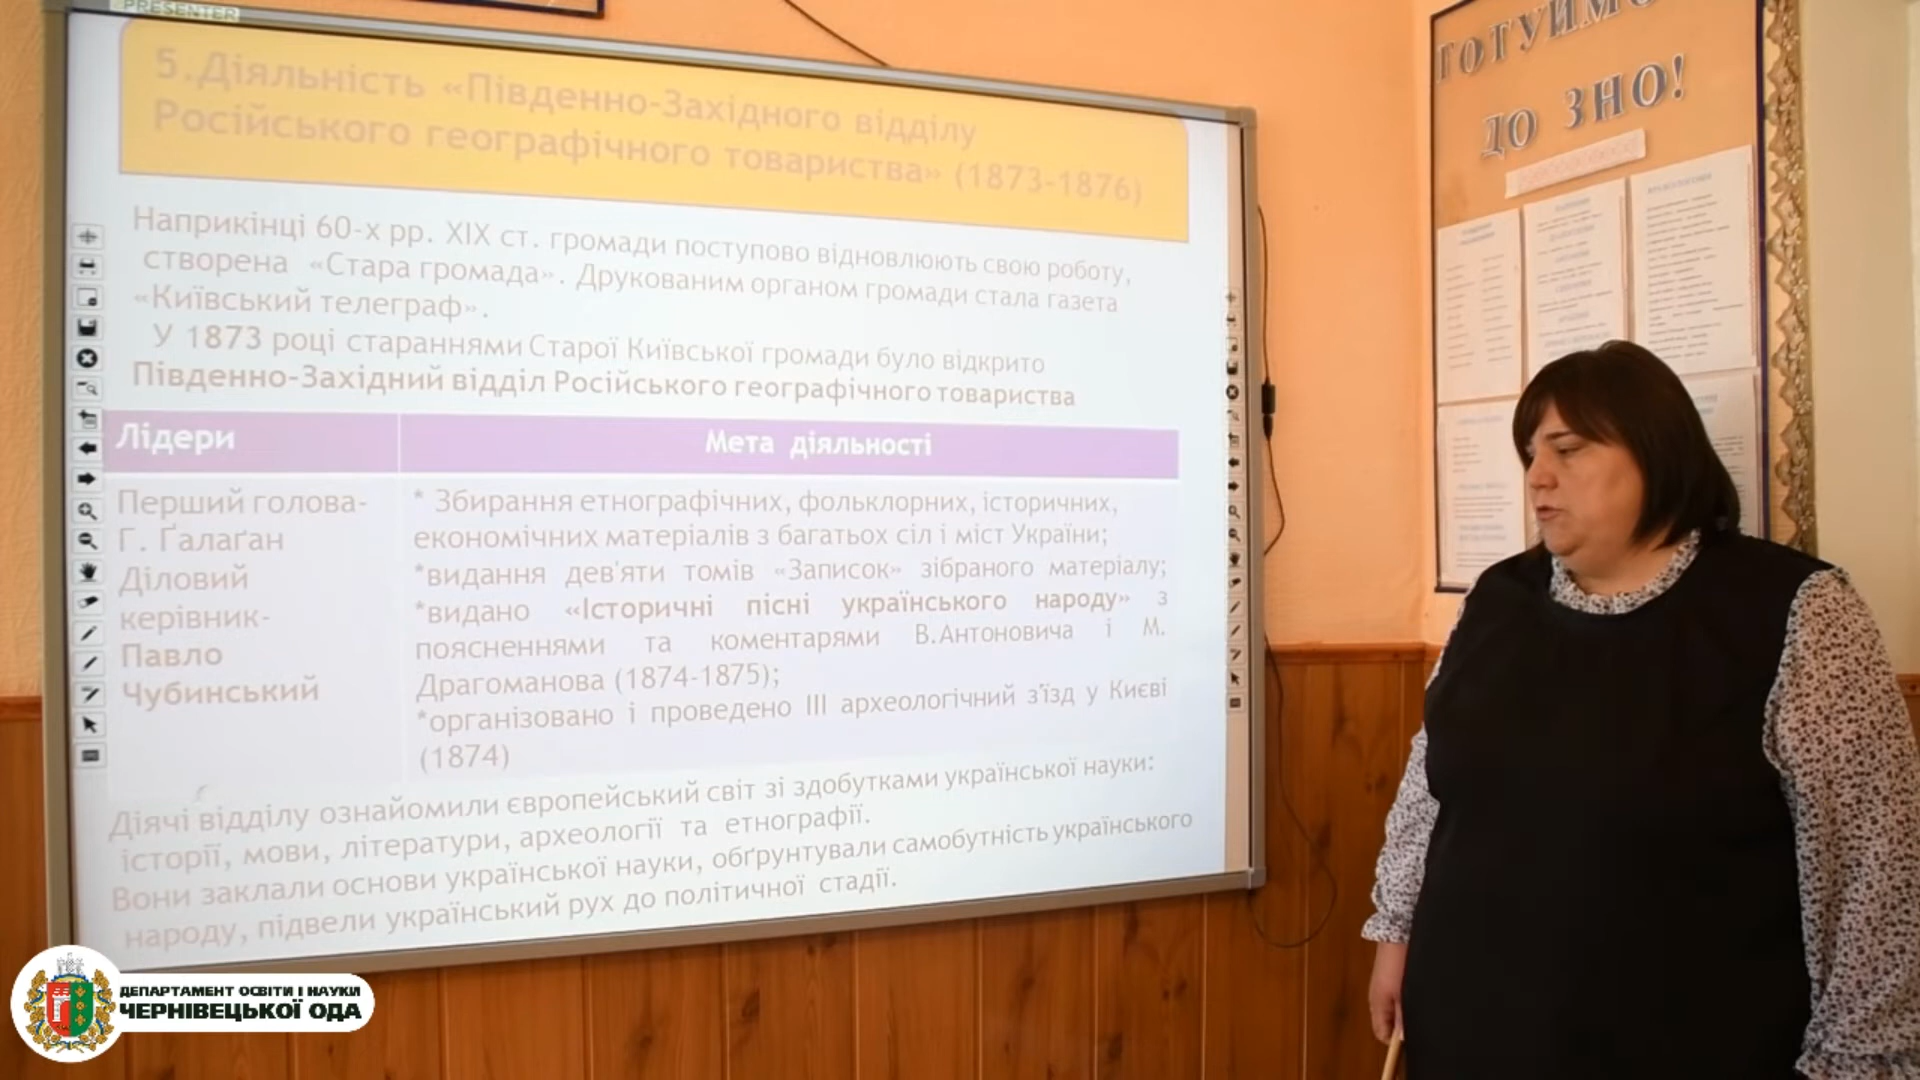 PRESENTER
5.Діяльність «Південно-Західного відділу
Російського географічного товариства» (1873-1876)
Наприкінці 60-х рр. XIX ст. громади поступово відновлюють свою роботу,
створена «Стара громада». Друкованим органом громади стала газета
«Київський телеграф».
У 1873 році стараннями Старої Київської громади було відкрито
Південно-Західний відділ Російського географічного товариства
Лідери
Мета діяльності
Перший голова-
Г. Ґалаґан
Діловий
керівник-
Павло
Чубинський
* Збирання етнографічних, фольклорних, історичних,
економічних матеріалів з багатьох сіл і міст України;
*видання дев'яти томів «Записок» зібраного матеріалу;
*видано «Історичні пісні українського народу» з
поясненнями та коментарями В.Антоновича і М.
Драгоманова (1874-1875);
*організовано і проведено III археологічний з'їзд у Києві
(1874)
Діячі відділу ознайомили європейський світ зі здобутками української науки:
історії, мови, літератури, археології та етнографії.
Вони заклали основи української науки, обґрунтували самобутність українського
народу, підвели український рух до політичної стадії.
ГОТУЙМО
ДО ЗНО!
ДЕПАРТАМЕНТ ОСВІТИ І НАУКИ
ЧЕРНІВЕЦЬКОЇ ОДА